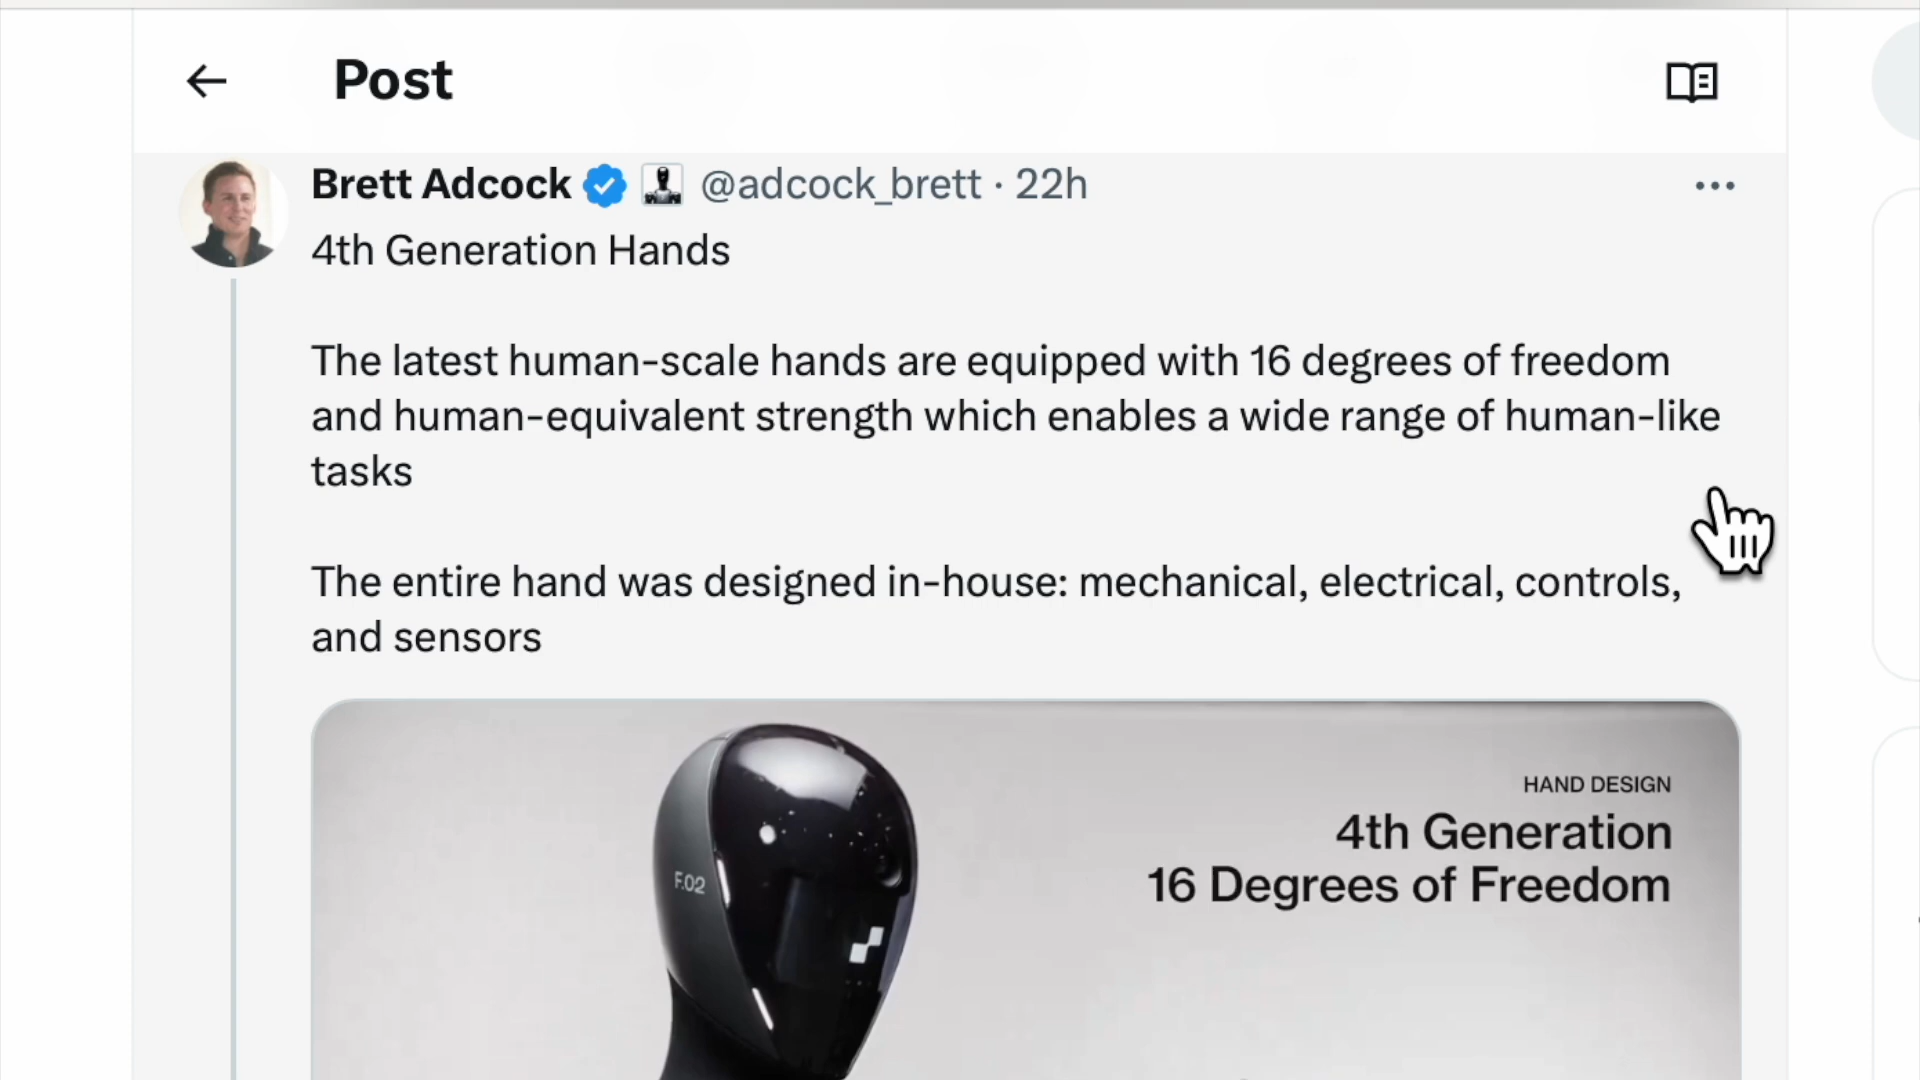 Post
Brett Adcock @adcock_brett · 22h
4th Generation Hands
The latest human-scale hands are equipped with 16 degrees of freedom
and human-equivalent strength which enables a wide range of human-like
tasks
The entire hand was designed in-house: mechanical, electrical, controls,
and sensors
HAND DESIGN
4th Generation
16 Degrees of Freedom
F.02